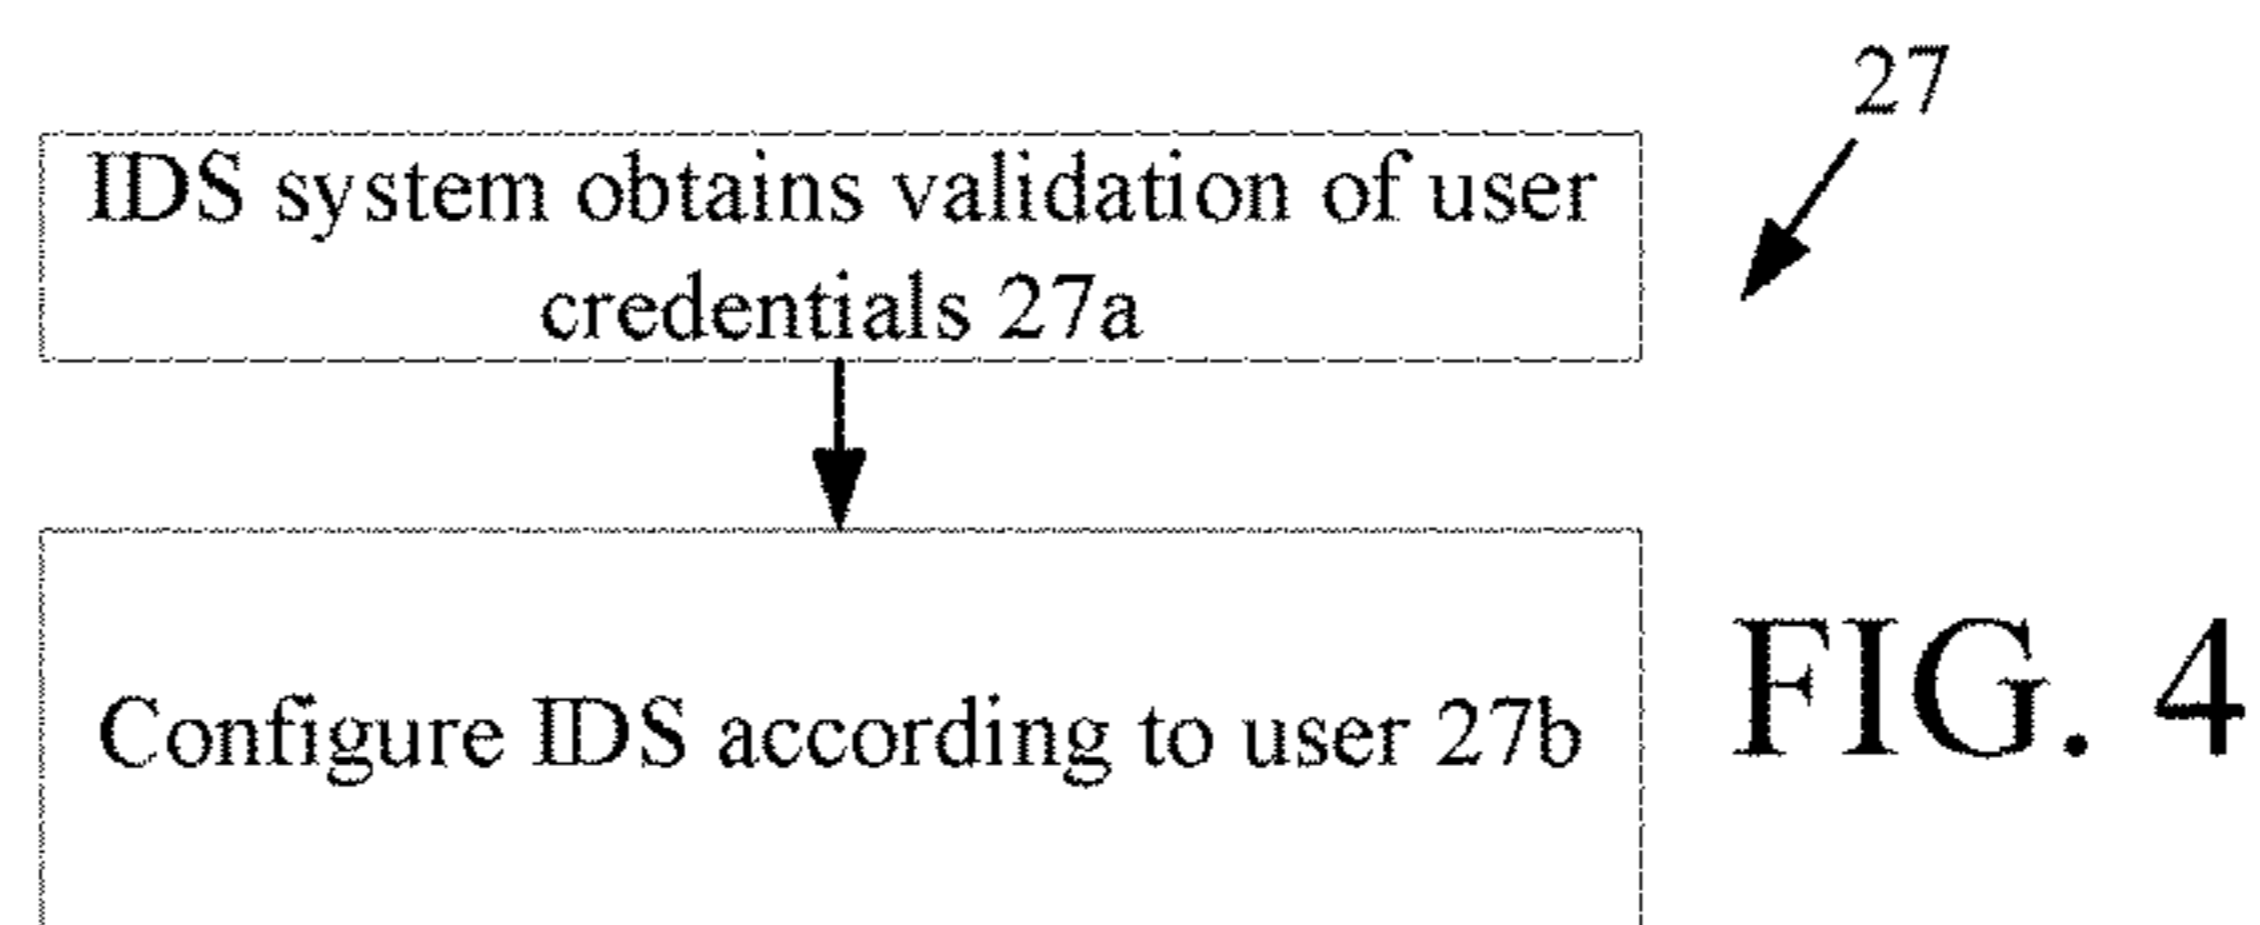 27
IDS system obtains validation of user
credentials 27a
Configure IDS according to user 27b
FIG. 4